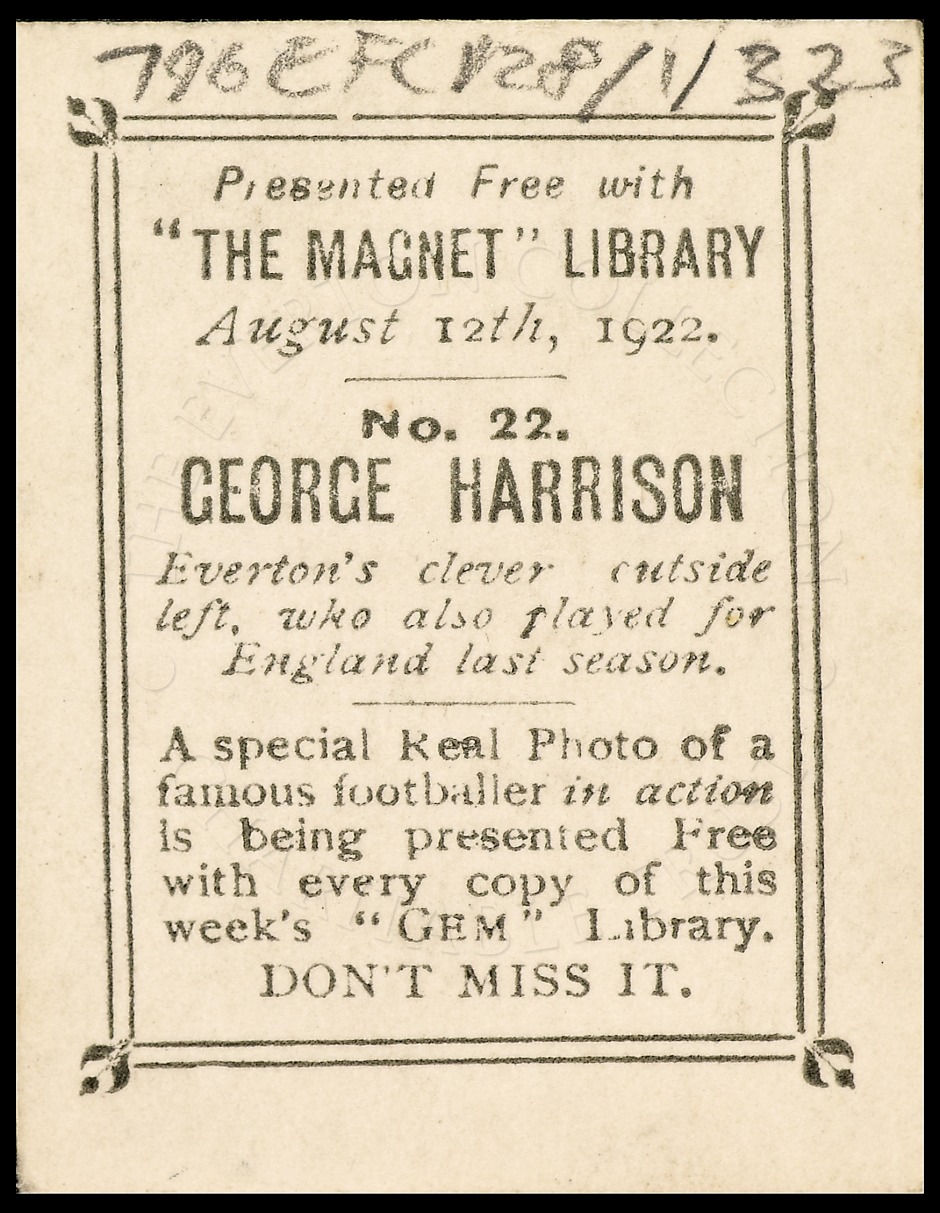 796 EFC 1/28/1/323
Presented Free with
"THE MAGNET" LIBRARY
August 12th, 1922.
No. 22.
GEORGE HARRISON
Everton's clever outside
left, who also played for
England last season.
A special Real Photo of a
famous footballer in action
is being presented Free
with every copy of this
week's "GEM" Library.
DON'T MISS IT.